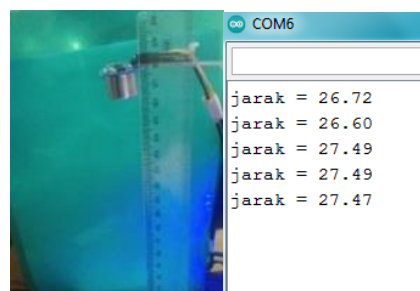 COM6
jarak = 26.72
jarak = 26.60
jarak = 27.49
jarak = 27.49
jarak = 27.47